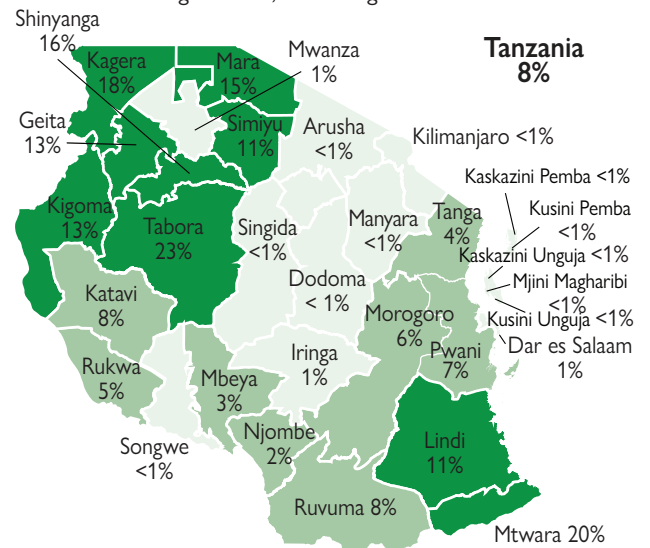 Shinyanga
16%
Kagera
18%
Mara
15%
Mwanza
1%
Tanzania
8%
Geita
13%
Simiyu
11%
Arusha
<1%
Kilimanjaro <1%
Kaskazini Pemba <1%
Kigoma
13%
Tabora
23%
Singida
<1%
Manyara
<1%
Tanga
4%
Kusini Pemba
<1%
Kaskazini Unguja <1%
Katavi
8%
Dodoma
< 1%
Mjini Magharibi
<1%
Morogoro
6%
Kusini Unguja <1%
Pwani
7%
Dar es Salaam
1%
Rukwa
5%
Mbeya
3%
Iringa
1%
Songwe
<1%
Njombe
2%
Lindi
11%
Ruvuma 8%
Mtwara 20%